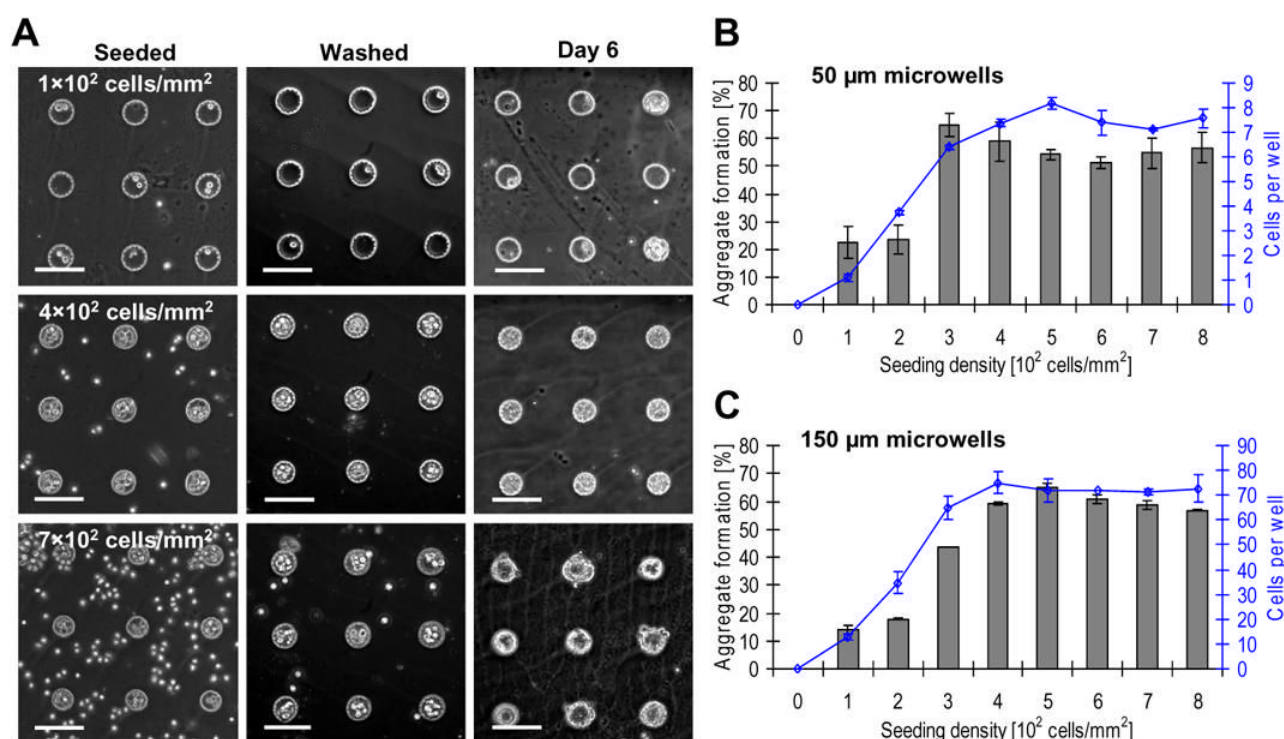 A
Seeded
Washed
Day 6
1×10² cells/mm²
4×10² cells/mm²
7×10² cells/mm²
B
50 µm microwells
Aggregate formation [%]
80
70
60
50
40
30
20
10
0
9
8
7
6
5
4
3
2
1
0
Cells per well
0 1 2 3 4 5 6 7 8
Seeding density [10² cells/mm²]
C
150 µm microwells
Aggregate formation [%]
80
70
60
50
40
30
20
10
0
90
80
70
60
50
40
30
20
10
0
Cells per well
0 1 2 3 4 5 6 7 8
Seeding density [10² cells/mm²]